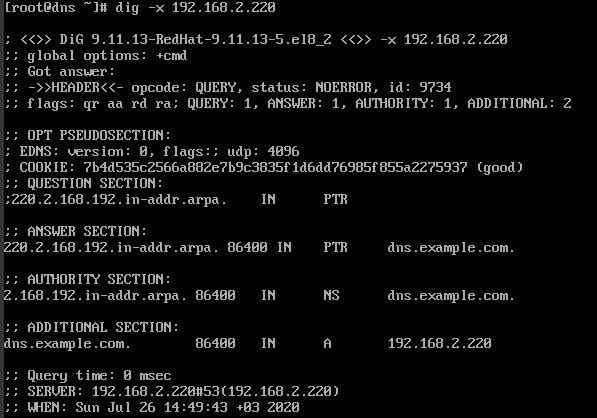 [root@dns ~]# dig -x 192.168.2.220
; <<>> DiG 9.11.13-RedHat-9.11.13-5.el8_2 <<>> -x 192.168.2.220
;; global options: +cmd
;; Got answer:
;; ->>HEADER<<- opcode: QUERY, status: NOERROR, id: 9734
;; flags: qr aa rd ra; QUERY: 1, ANSWER: 1, AUTHORITY: 1, ADDITIONAL: 2
;; OPT PSEUDOSECTION:
; EDNS: version: 0, flags:; udp: 4096
; COOKIE: 7b4d535c2566a882e7b9c3835f1d6dd76985f855a2275937 (good)
;; QUESTION SECTION:
;220.2.168.192.in-addr.arpa. IN PTR
;; ANSWER SECTION:
220.2.168.192.in-addr.arpa. 86400 IN PTR dns.example.com.
;; AUTHORITY SECTION:
2.168.192.in-addr.arpa. 86400 IN NS dns.example.com.
;; ADDITIONAL SECTION:
dns.example.com. 86400 IN A 192.168.2.220
;; Query time: 0 msec
;; SERVER: 192.168.2.220#53(192.168.2.220)
;; WHEN: Sun Jul 26 14:49:43 +03 2020